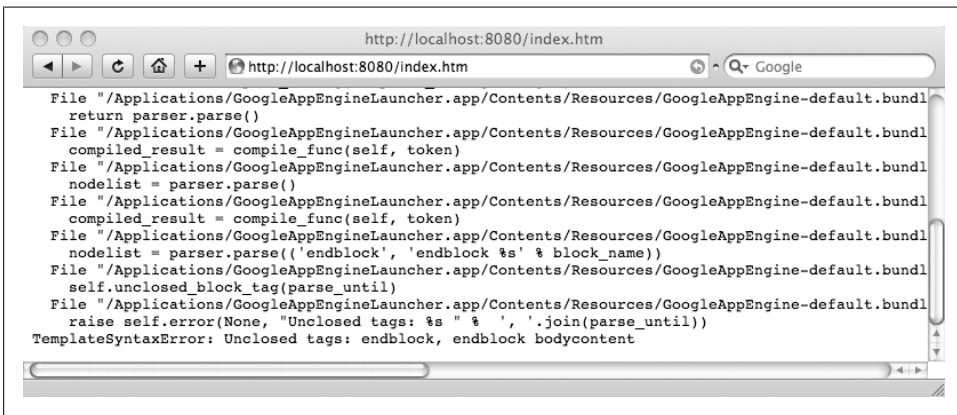 http://localhost:8080/index.htm
http://localhost:8080/index.htm
Google
File "/Applications/GoogleAppEngineLauncher.app/Contents/Resources/GoogleAppEngine-default.bundl
return parser.parse()
File "/Applications/GoogleAppEngineLauncher.app/Contents/Resources/GoogleAppEngine-default.bundl
compiled_result = compile_func(self, token)
File "/Applications/GoogleAppEngineLauncher.app/Contents/Resources/GoogleAppEngine-default.bundl
nodelist = parser.parse()
File "/Applications/GoogleAppEngineLauncher.app/Contents/Resources/GoogleAppEngine-default.bundl
compiled_result = compile_func(self, token)
File "/Applications/GoogleAppEngineLauncher.app/Contents/Resources/GoogleAppEngine-default.bundl
nodelist = parser.parse(('endblock', 'endblock %s' % block_name))
File "/Applications/GoogleAppEngineLauncher.app/Contents/Resources/GoogleAppEngine-default.bundl
self.unclosed_block_tag(parse_until)
File "/Applications/GoogleAppEngineLauncher.app/Contents/Resources/GoogleAppEngine-default.bundl
raise self.error(None, "Unclosed tags: %s " %  ', '.join(parse_until))
TemplateSyntaxError: Unclosed tags: endblock, endblock bodycontent